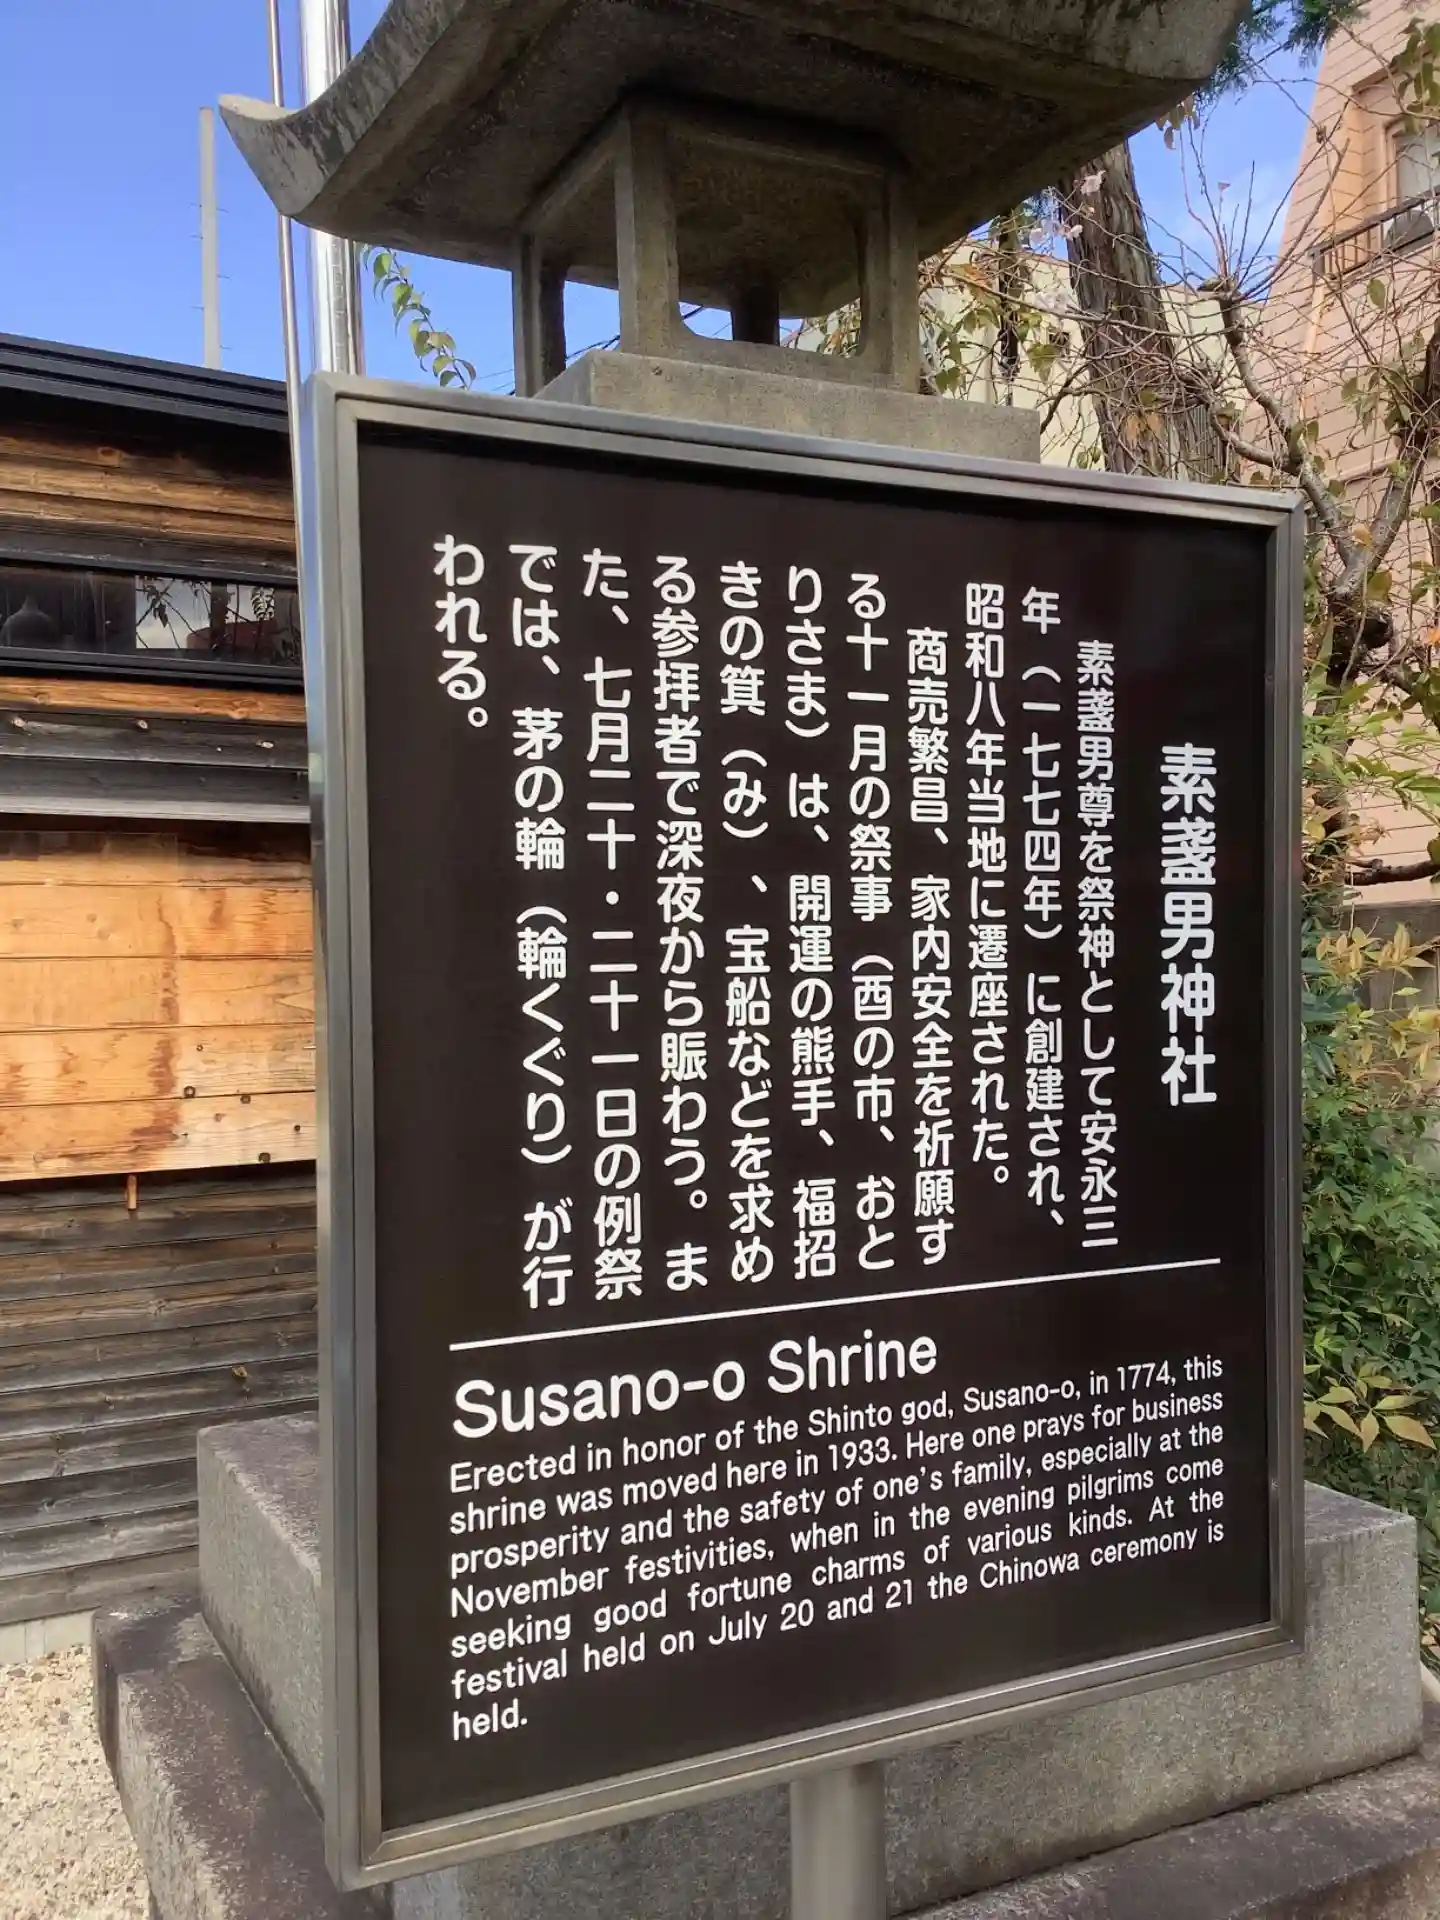 素盞男神社
素盞男尊を祭神として安永三
年（一七七四年）に創建され、
昭和八年当地に遷座された。
商売繁昌、家内安全を祈願す
る十一月の祭事（酉の市、おと
りさま）は、開運の熊手、福招
きの箕（み）、宝船などを求め
る参拝者で深夜から賑わう。ま
た、七月二十・二十一日の例祭
では、茅の輪（輪くぐり）が行
われる。
Susano-o Shrine
Erected in honor of the Shinto god, Susano-o, in 1774, this
shrine was moved here in 1933. Here one prays for business
prosperity and the safety of one's family, especially at the
November festivities, when in the evening pilgrims come
seeking good fortune charms of various kinds. At the
festival held on July 20 and 21 the Chinowa ceremony is
held.